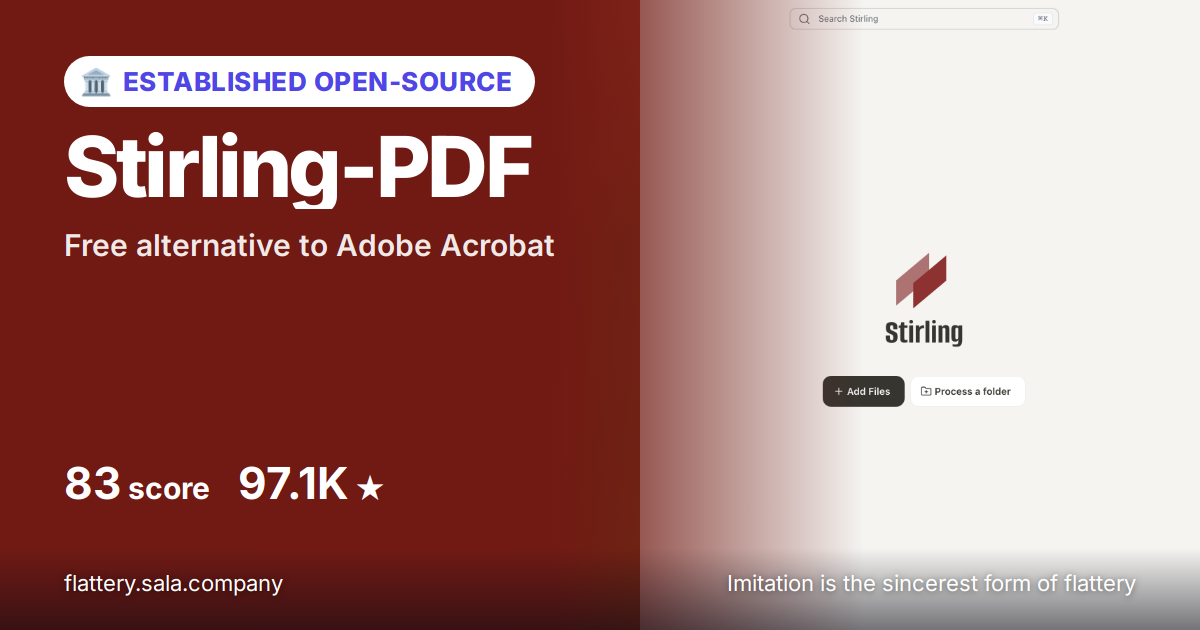 ESTABLISHED OPEN-SOURCE
Stirling-PDF
Free alternative to Adobe Acrobat
83 score 97.1K ★
flattery.sala.company
Search Stirling ⌘K
Stirling
+ Add Files Process a folder
Imitation is the sincerest form of flattery